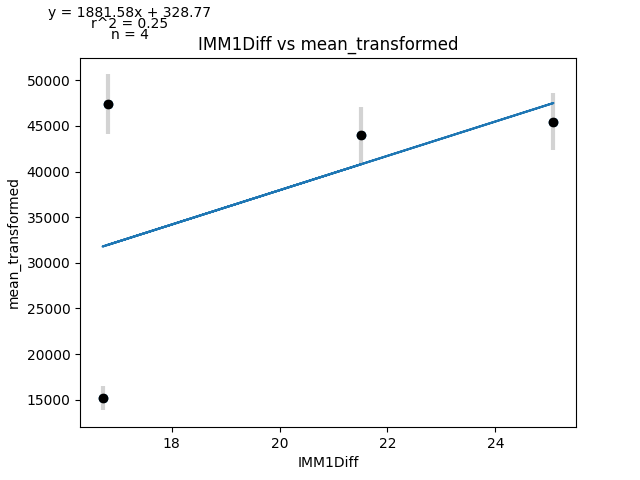 y = 1881.58x + 328.77
r^2 = 0.25
n = 4
IMM1Diff vs mean_transformed
50000
45000
40000
35000
30000
25000
20000
15000
mean_transformed
18
20
22
24
IMM1Diff